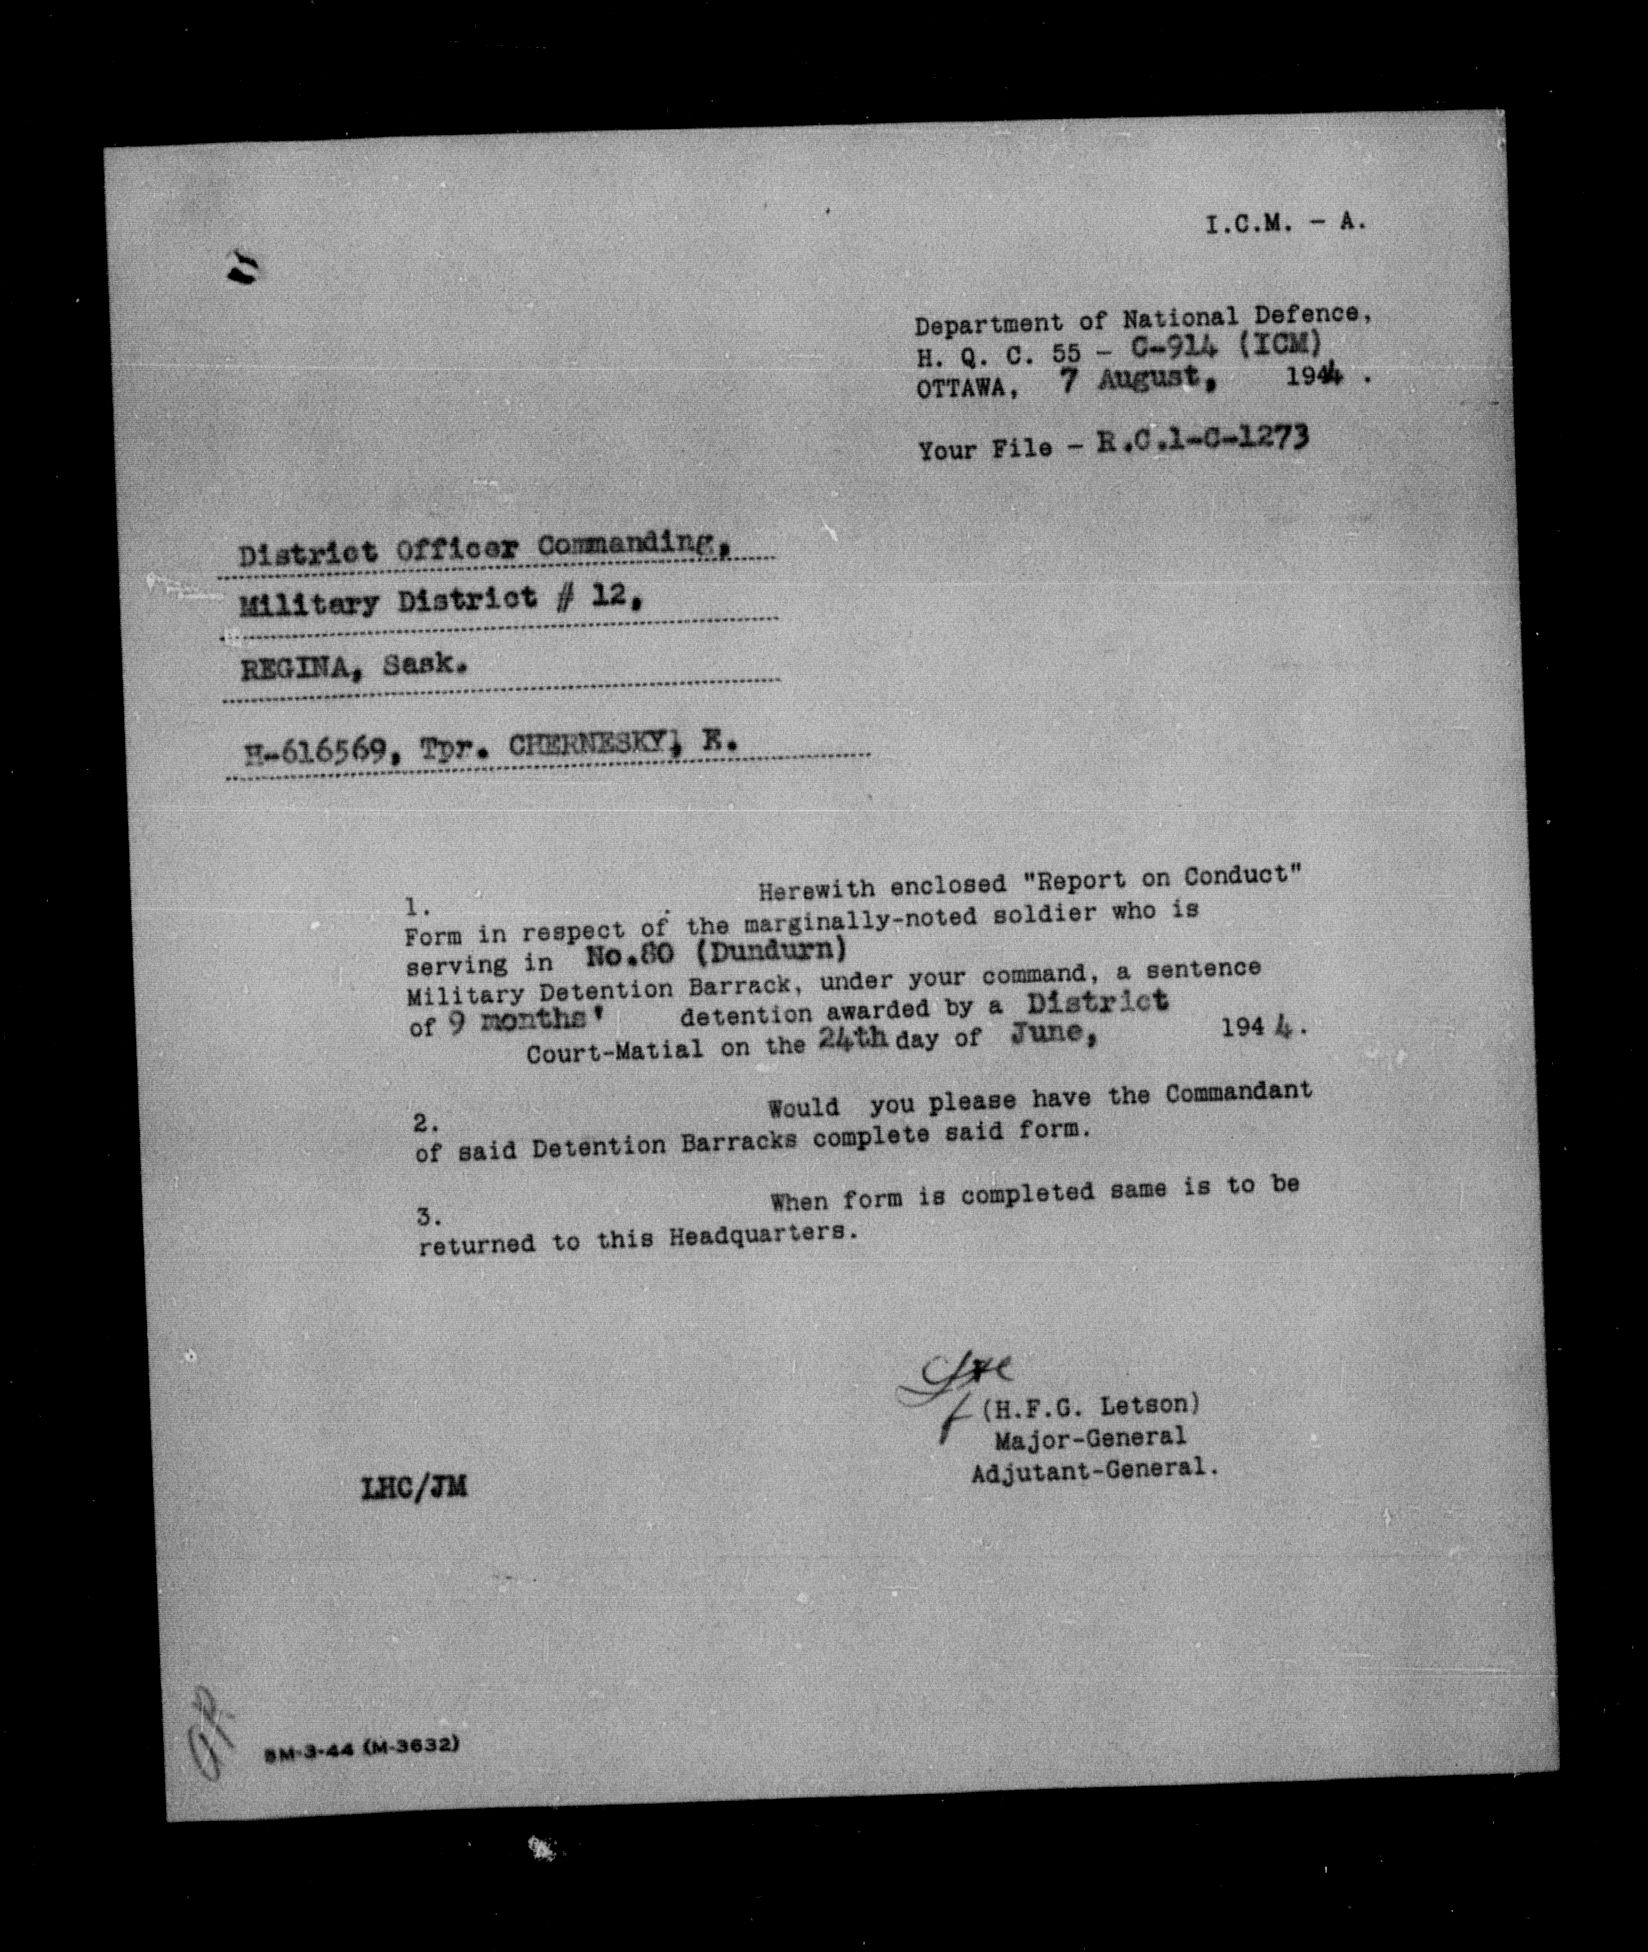 I.C.M. - A.
Department of National Defence,
H. Q. C. 55 - C-914 (ICM)
OTTAWA, 7 August, 1944.
Your File - R.C.1-C-1273
District Officer Commanding,
Military District # 12,
REGINA, Sask.
H-616569, Tpr. CHERNESKY, E.
1. Herewith enclosed "Report on Conduct"
Form in respect of the marginally-noted soldier who is
serving in No.80 (Dundurn)
Military Detention Barrack, under your command, a sentence
of 9 months' detention awarded by a District
Court-Matial on the 24th day of June, 1944.
2. Would you please have the Commandant
of said Detention Barracks complete said form.
3. When form is completed same is to be
returned to this Headquarters.
(H.F.G. Letson)
Major-General
Adjutant-General.
LHC/JM
5M-3-44 (M-3632)